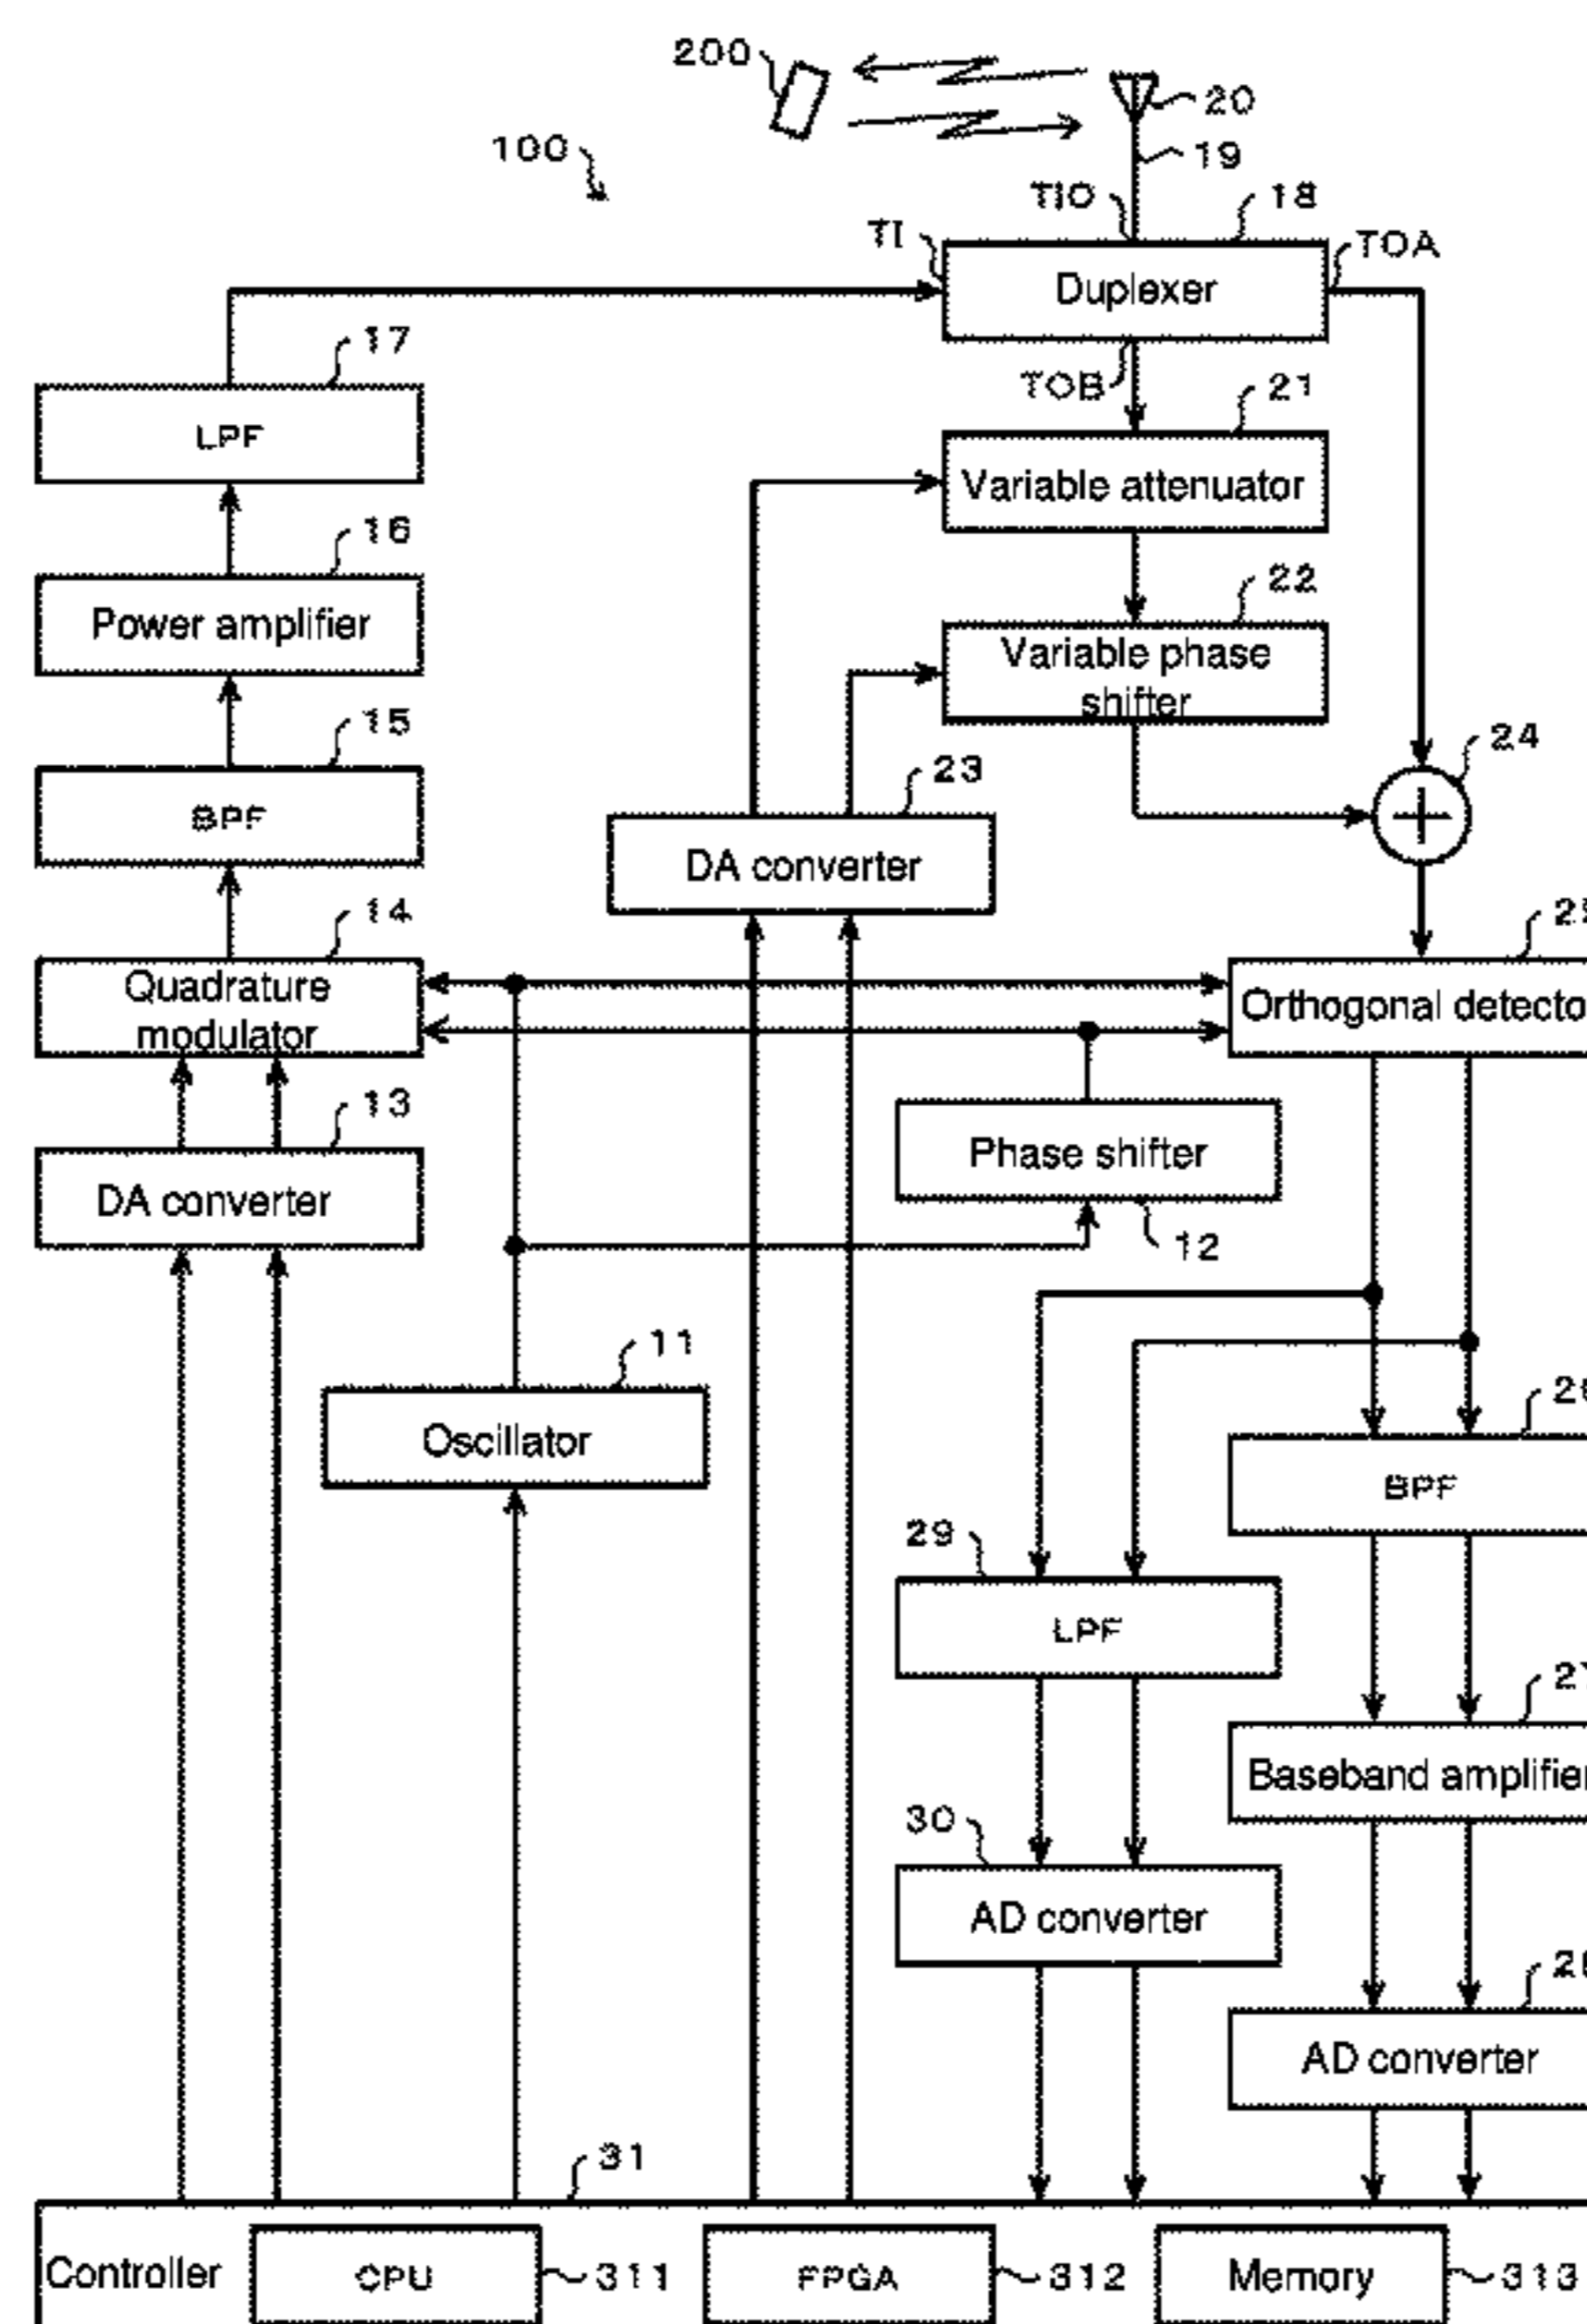 200
20
100
19
TIO
18
TI
TOA
Duplexer
17
TOB
21
LPF
Variable attenuator
16
22
Power amplifier
Variable phase
shifter
15
24
23
BPF
DA converter
14
Quadrature
modulator
Orthogonal detecto
13
Phase shifter
DA converter
12
11
Oscillator
BPF
29
LPF
Baseband amplifier
30
AD converter
AD converter
31
Controller
CPU
311
FPGA
312
Memory
313